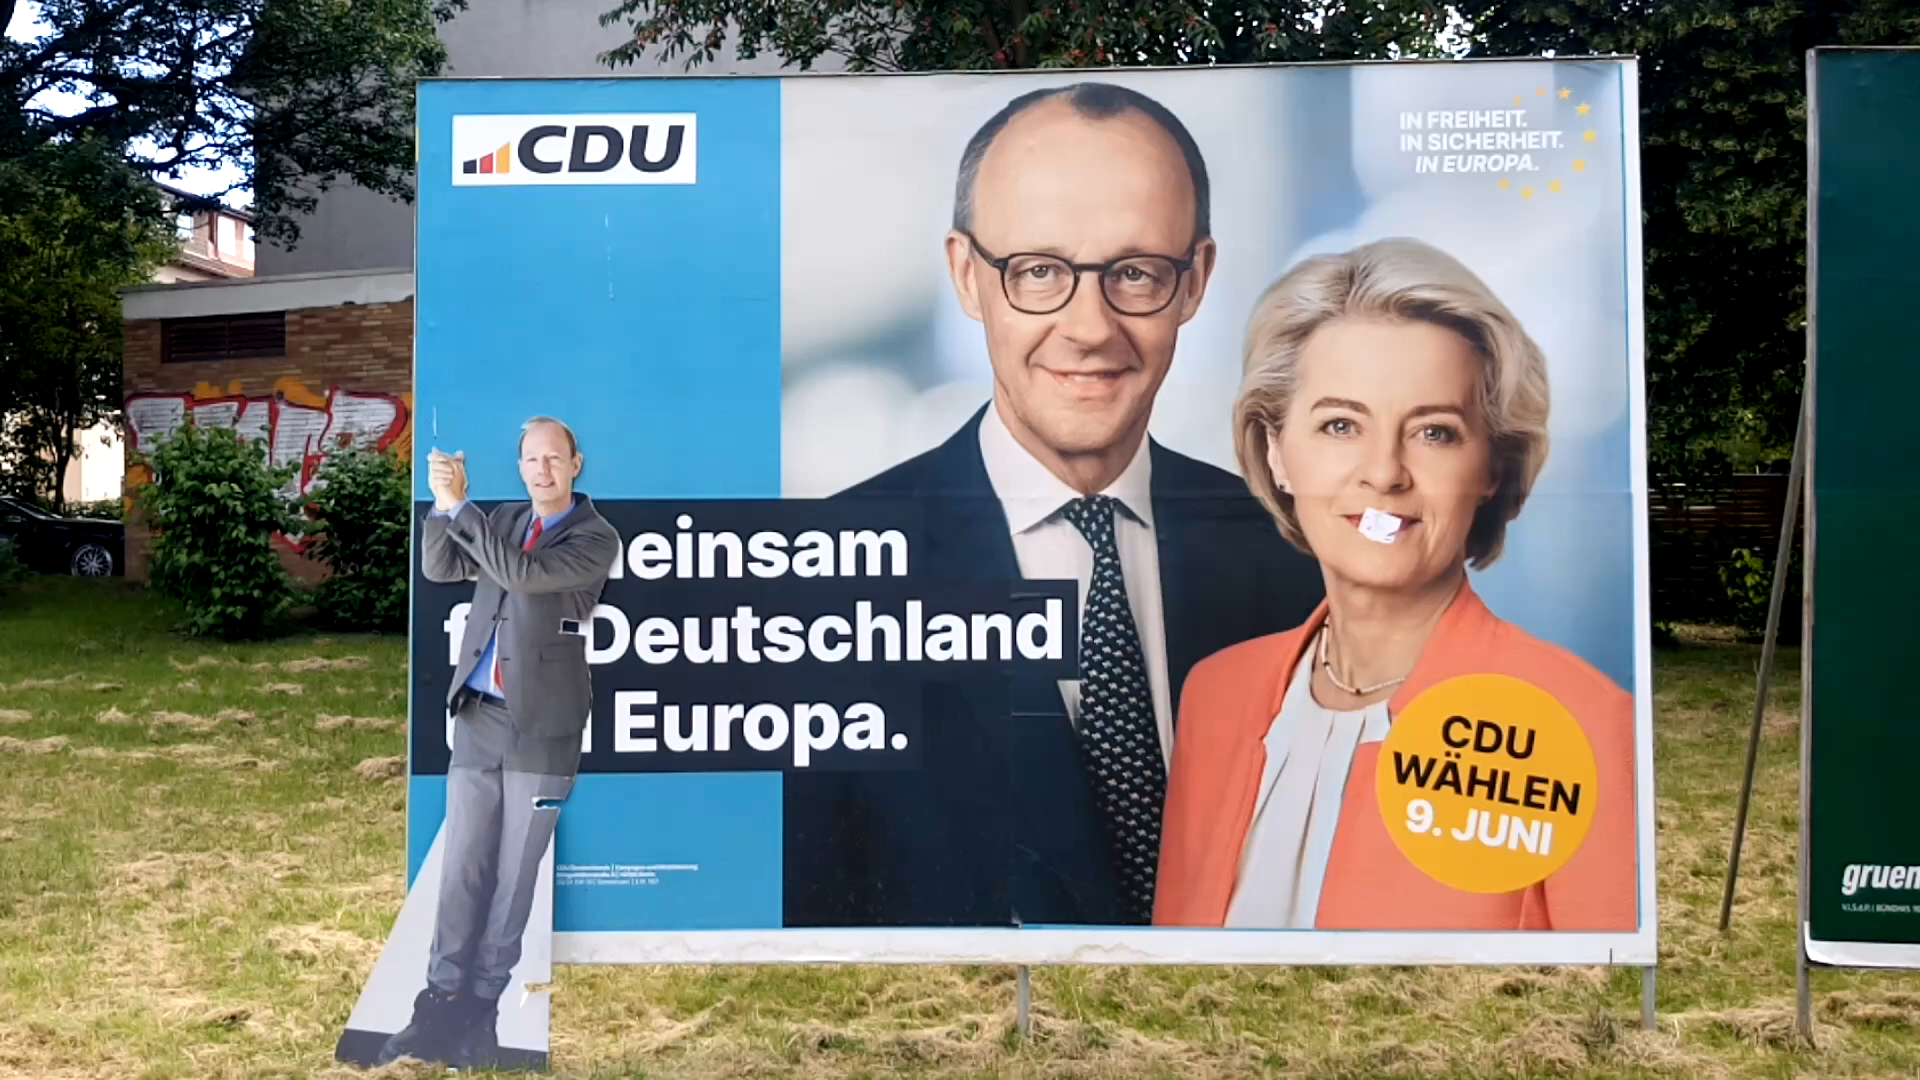 CDU
IN FREIHEIT.
IN SICHERHEIT.
IN EUROPA.
einsam
Deutschland
Europa.
CDU
WÄHLEN
9. JUNI
gruen